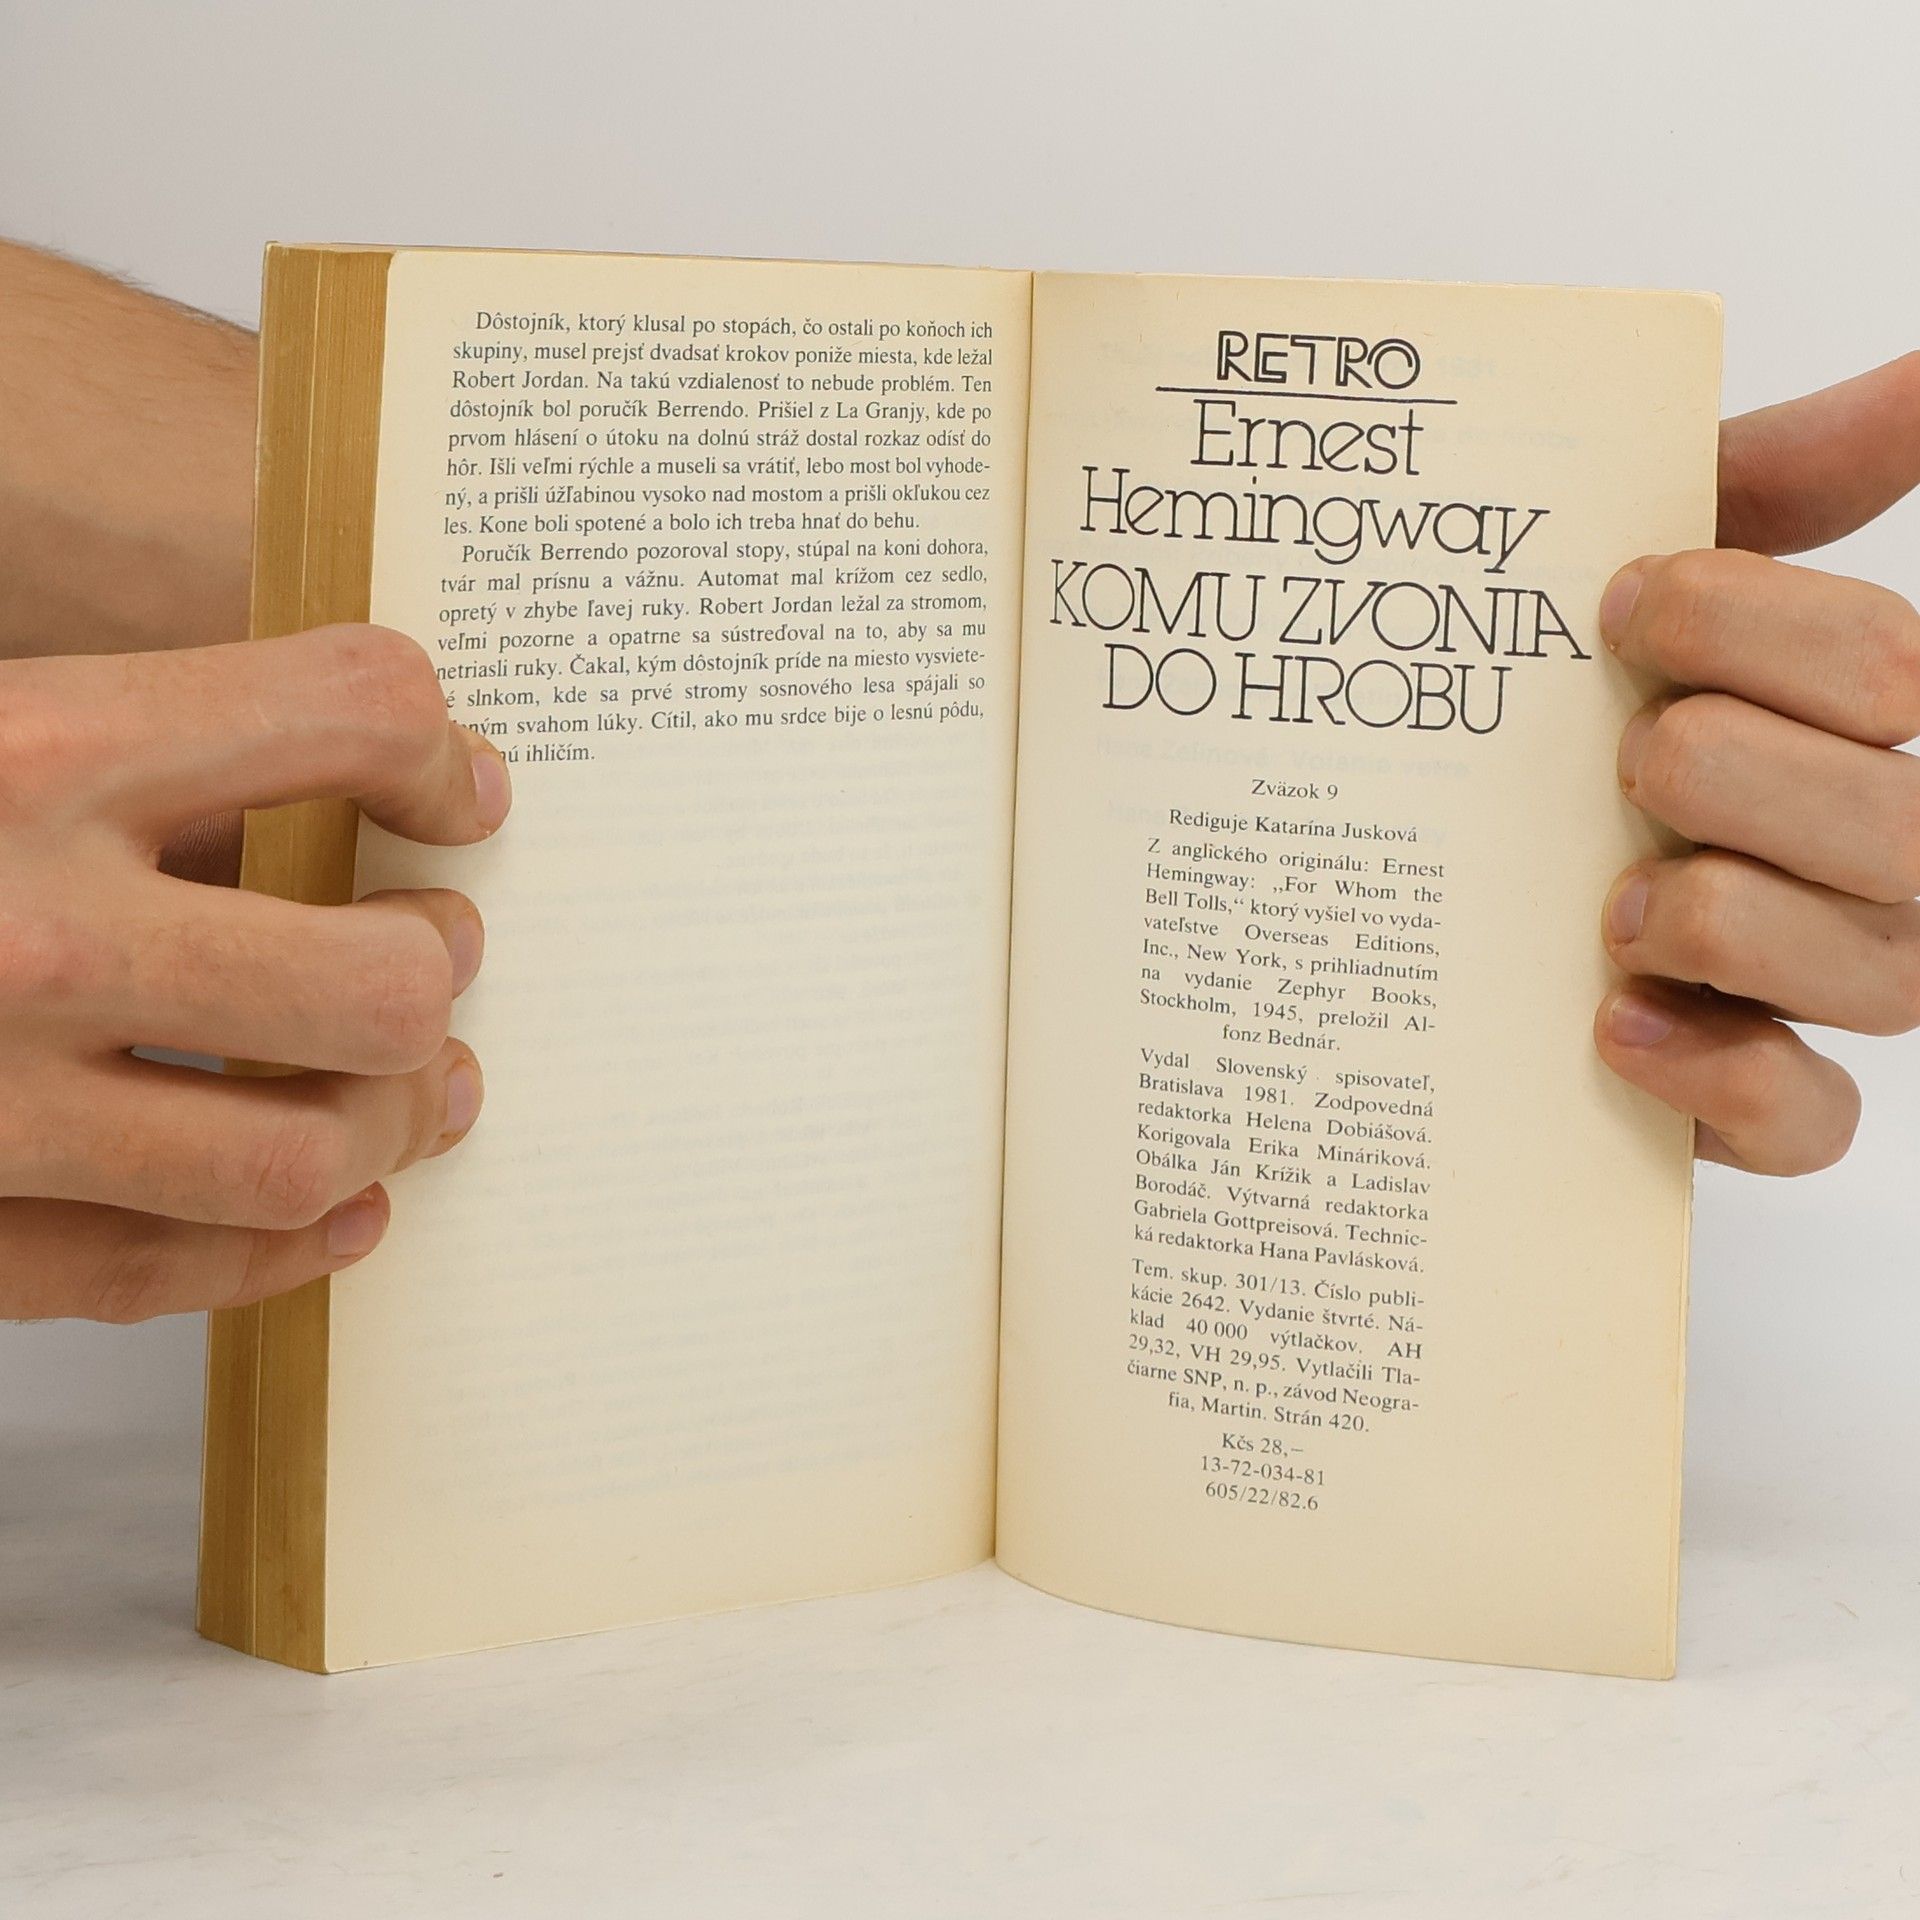 Dôstojník, ktorý klusal po stopách, čo ostali po koňoch ich
skupiny, musel prejsť dvadsať krokov poniže miesta, kde ležal
Robert Jordan. Na takú vzdialenosť to nebude problém. Ten
dôstojník bol poručík Berrendo. Prišiel z La Granjy, kde po
prvom hlásení o útoku na dolnú stráž dostal rozkaz odísť do
hôr. Išli veľmi rýchle a museli sa vrátiť, lebo most bol vyhode-
ný, a prišli úžľabinou vysoko nad mostom a prišli okľukou cez
les. Kone boli spotené a bolo ich treba hnať do behu.
Poručík Berrendo pozoroval stopy, stúpal na koni dohora,
tvár mal prísnu a vážnu. Automat mal krížom cez sedlo,
opretý v zhybe ľavej ruky. Robert Jordan ležal za stromom,
veľmi pozorne a opatrne sa sústreďoval na to, aby sa mu
netriasli ruky. Čakal, kým dôstojník príde na miesto vysviete-
slnkom, kde sa prvé stromy sosnového lesa spájali so
svahom lúky. Cítil, ako mu srdce bije o lesnú pôdu,
ihličím.
RETRO
Ernest
Hemingway
KOMU ZVONIA
DO HROBU
Zväzok 9
Rediguje Katarína Jusková
Z anglického originálu: Ernest
Hemingway: „For Whom the
Bell Tolls,“ ktorý vyšiel vo vyda-
vateľstve Overseas Editions,
Inc., New York, s prihliadnutím
na vydanie Zephyr Books,
Stockholm, 1945, preložil Al-
fonz Bednár.
Vydal Slovenský spisovateľ,
Bratislava 1981. Zodpovedná
redaktorka Helena Dobiášová.
Korigovala Erika Mináriková.
Obálka Ján Krížik a Ladislav
Borodáč. Výtvarná redaktorka
Gabriela Gottpreisová. Technic-
ká redaktorka Hana Pavlásková.
Tem. skup. 301/13. Číslo publi-
kácie 2642. Vydanie štvrté. Ná-
klad 40 000 výtlačkov. AH
29,32, VH 29,95. Vytlačili Tla-
čiarne SNP, n. p., závod Neogra-
fia, Martin. Strán 420.
Kčs 28,–
13-72-034-81
605/22/82.6